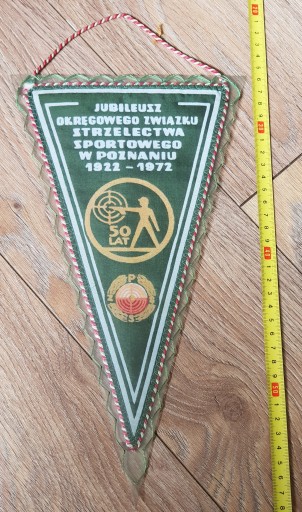 JUBILEUSZ
OKRĘGOWEGO ZWIĄZKU
STRZELECTWA
SPORTOWEGO
W POZNANIU
1922 - 1972
50
LAT